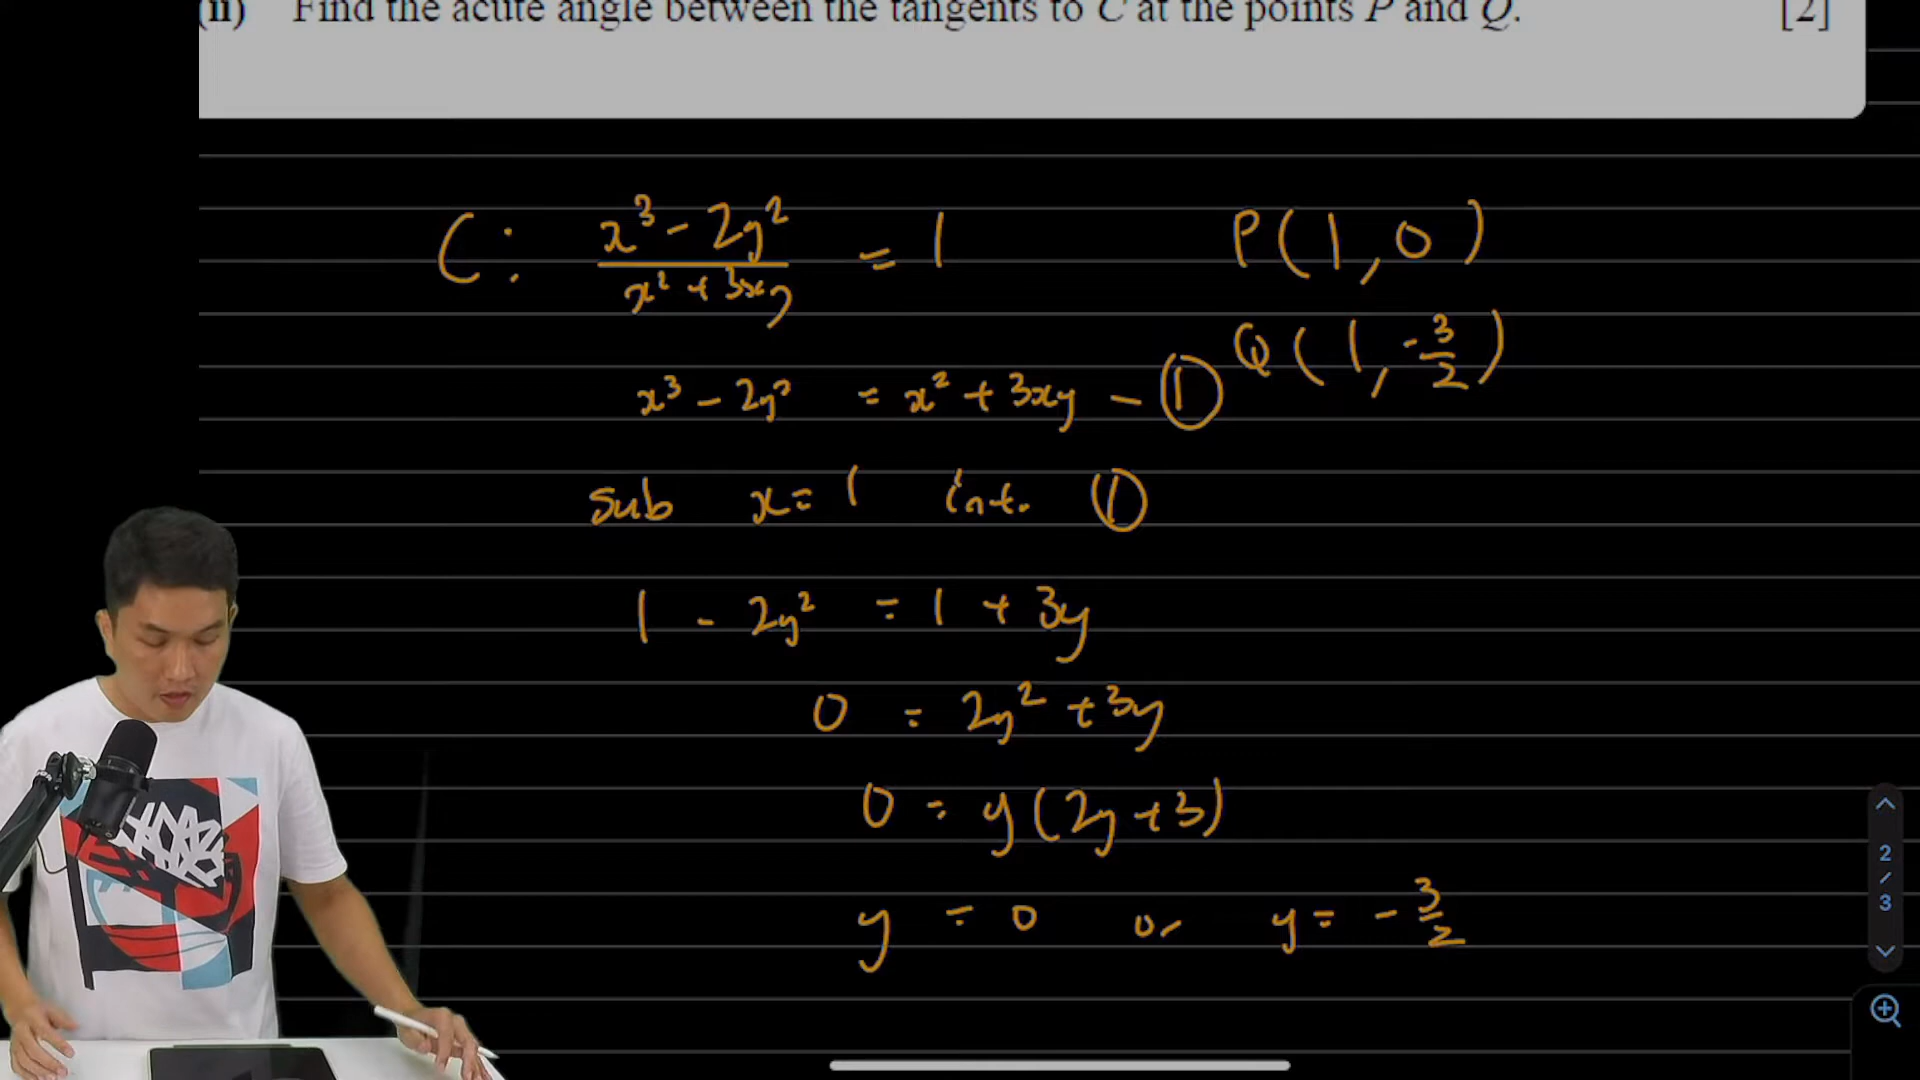 (ii) Find the acute angle between the tangents to C at the points P and Q. [2]
C: x³ - 2y² / x² + 3xy = 1
P(1, 0)
Q(1, -3/2)
x³ - 2y² = x² + 3xy - ①
sub x = 1 into ①
1 - 2y² = 1 + 3y
0 = 2y² + 3y
0 = y(2y + 3)
y = 0 or y = -3/2
2
/
3